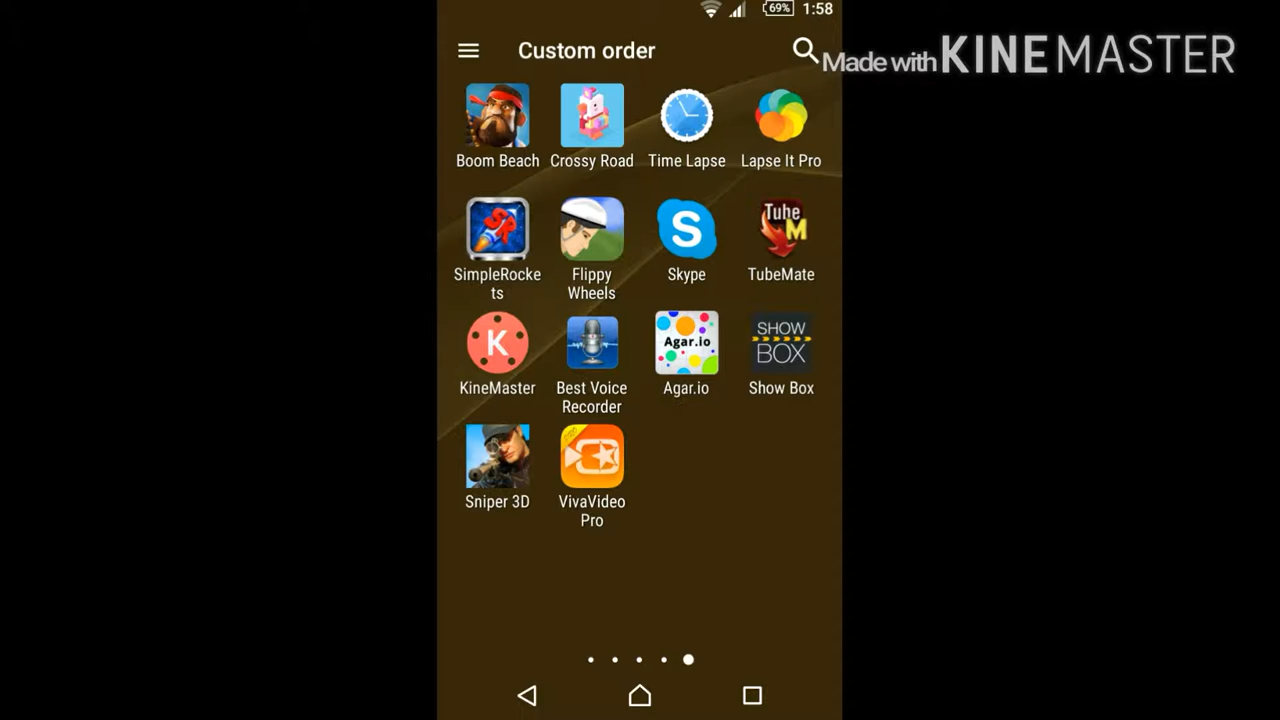 69% 1:58
Custom order
Made with KINEMASTER
Boom Beach Crossy Road Time Lapse Lapse It Pro
SR
Tube
M
S
SimpleRocke
ts
Flippy
Wheels
Skype TubeMate
K
Agar.io
SHOW
BOX
KineMaster
Best Voice
Recorder
Agar.io Show Box
PRO
Sniper 3D
VivaVideo
Pro